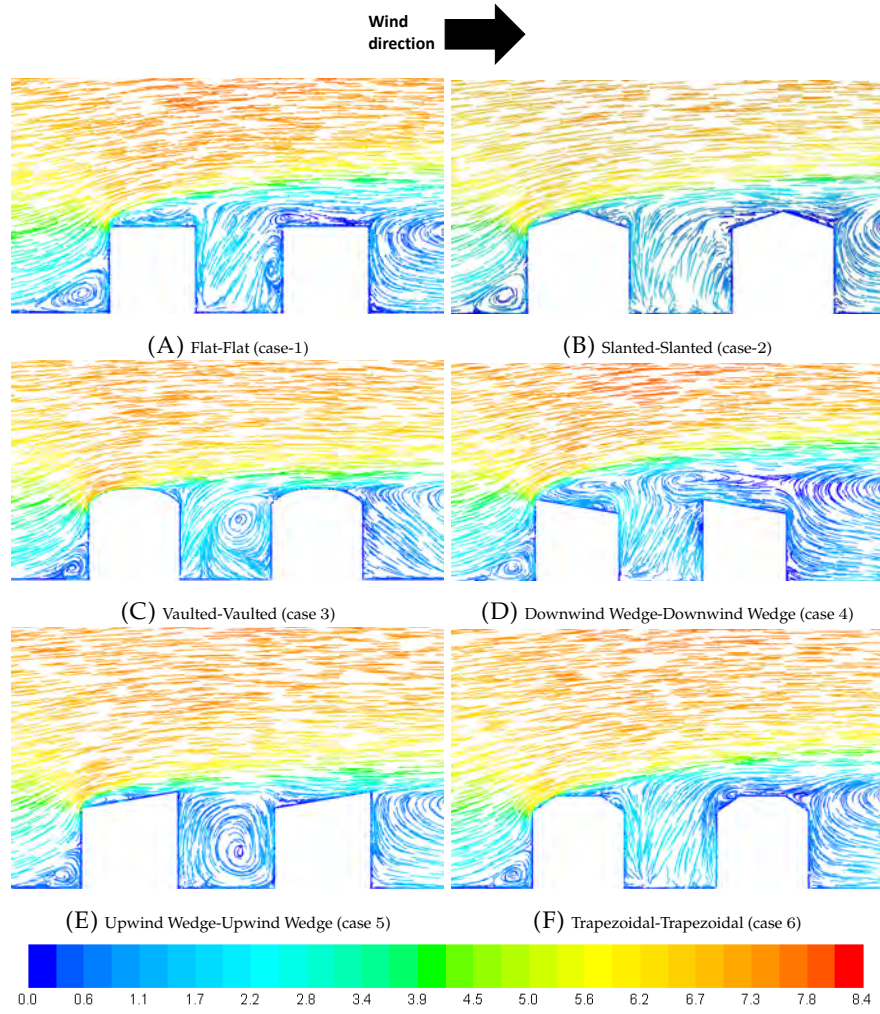 Wind
direction
(A) Flat-Flat (case-1)
(B) Slanted-Slanted (case-2)
(C) Vaulted-Vaulted (case 3)
(D) Downwind Wedge-Downwind Wedge (case 4)
(E) Upwind Wedge-Upwind Wedge (case 5)
(F) Trapezoidal-Trapezoidal (case 6)
0.0 0.6 1.1 1.7 2.2 2.8 3.4 3.9 4.5 5.0 5.6 6.2 6.7 7.3 7.8 8.4